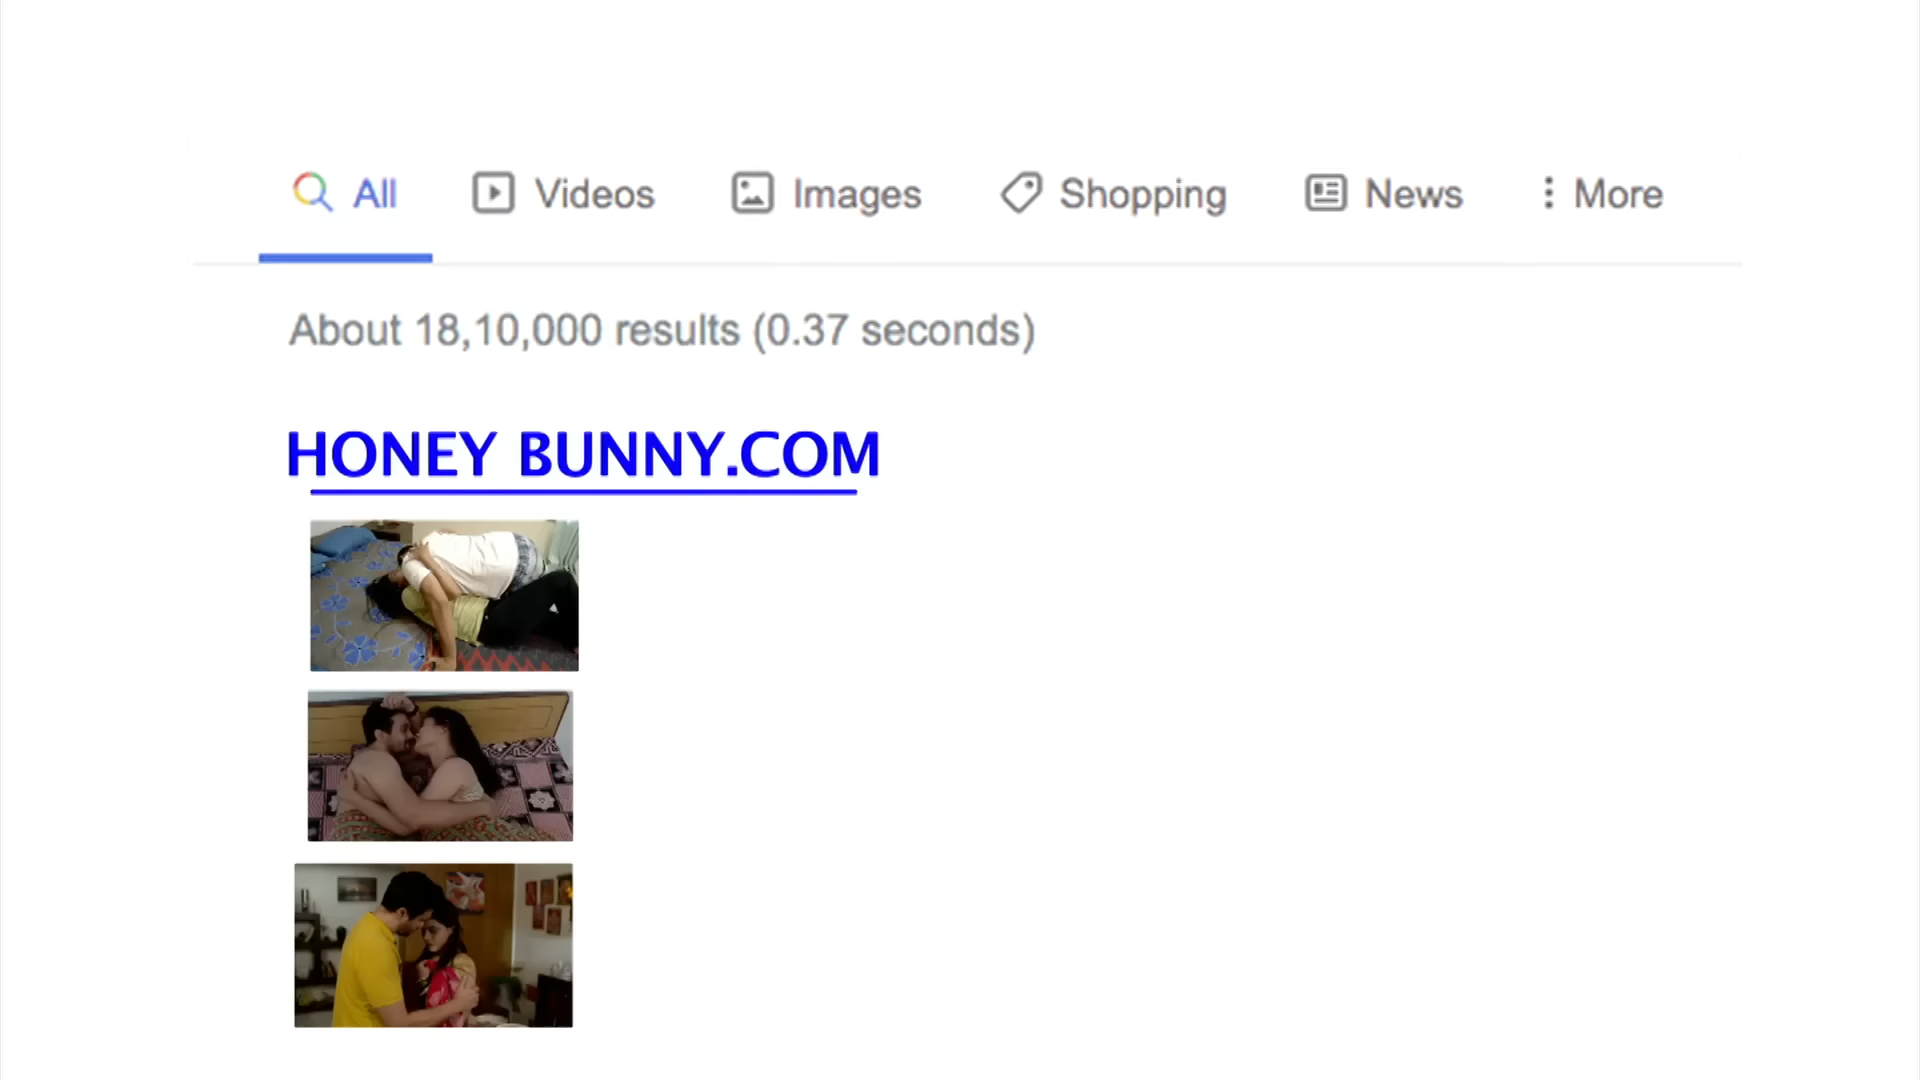 All Videos Images Shopping News More
About 18,10,000 results (0.37 seconds)
HONEY BUNNY.COM